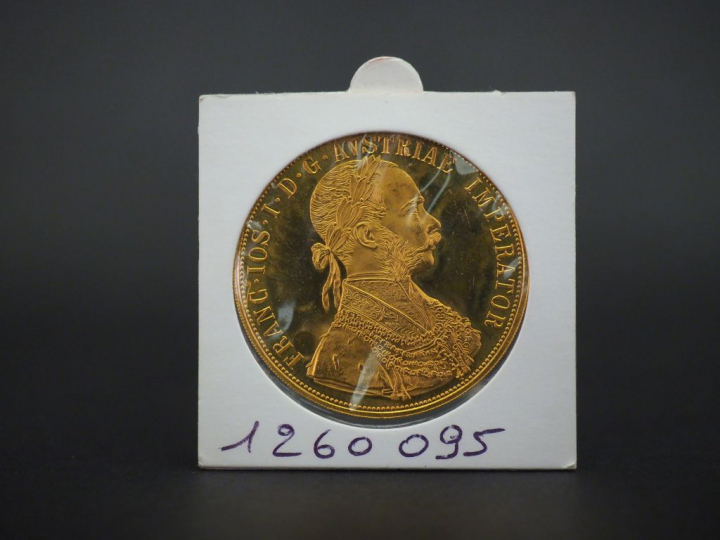 FRANC·IOS·I·D·G·AVSTRIAE IMPERATOR
1260 095